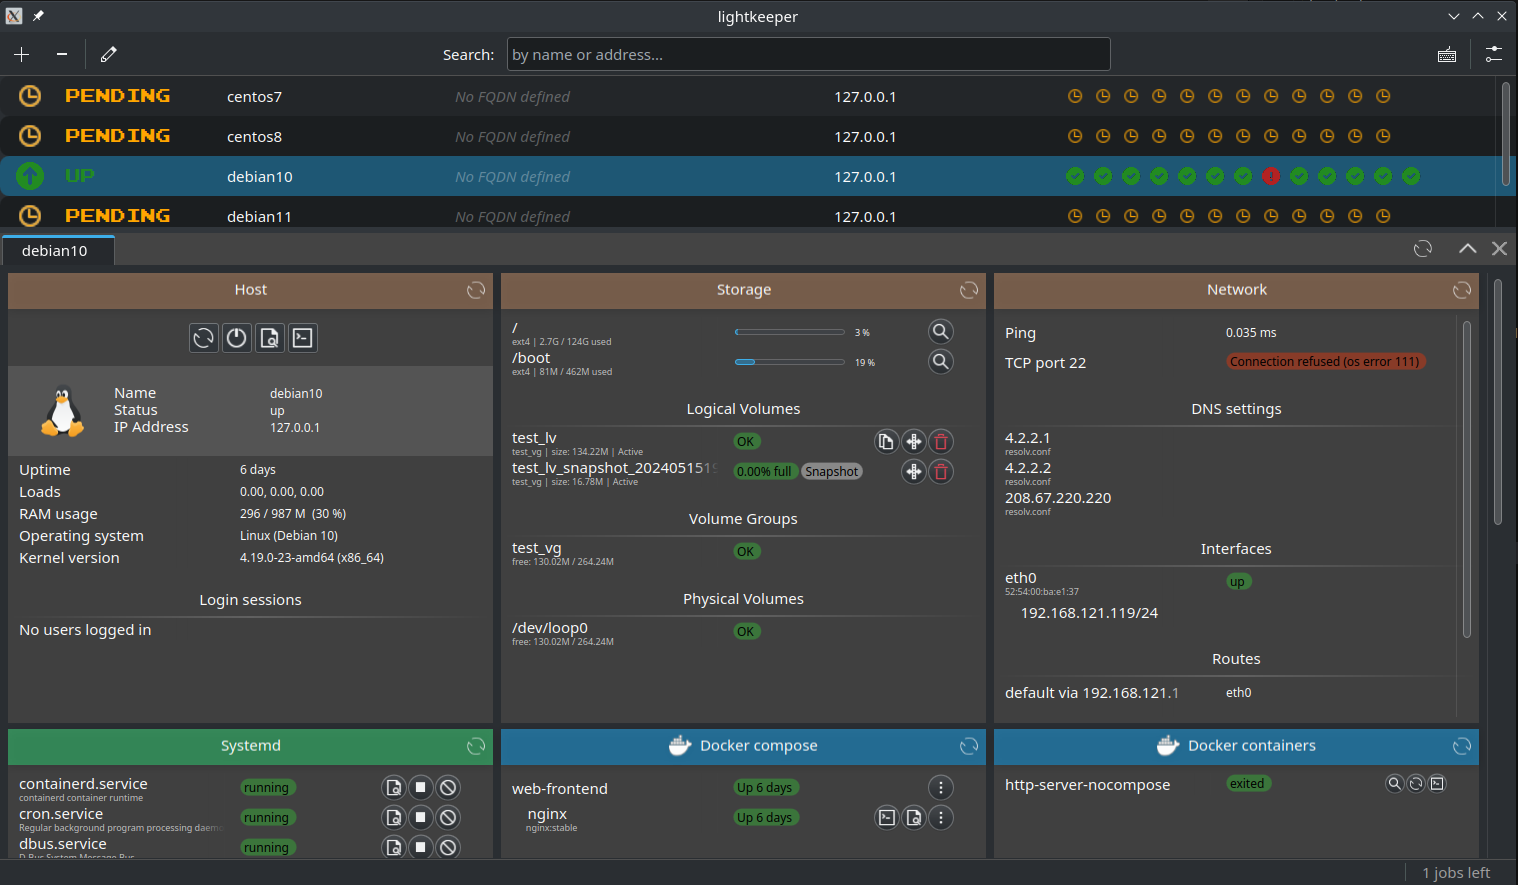 lightkeeper
Search: by name or address...
PENDING centos7 No FQDN defined 127.0.0.1
PENDING centos8 No FQDN defined 127.0.0.1
UP debian10 No FQDN defined 127.0.0.1
PENDING debian11 No FQDN defined 127.0.0.1
debian10
Host
Name debian10
Status up
IP Address 127.0.0.1
Uptime 6 days
Loads 0.00, 0.00, 0.00
RAM usage 296 / 987 M (30 %)
Operating system Linux (Debian 10)
Kernel version 4.19.0-23-amd64 (x86_64)
Login sessions
No users logged in
Storage
/ 3 %
ext4 | 2.7G / 124G used
/boot 19 %
ext4 | 81M / 462M used
Logical Volumes
test_lv OK
test_vg | size: 134.22M | Active
test_lv_snapshot_2024051519 0.00% full Snapshot
test_vg | size: 16.78M | Active
Volume Groups
test_vg OK
free: 130.02M / 264.24M
Physical Volumes
/dev/loop0 OK
free: 130.02M / 264.24M
Network
Ping 0.035 ms
TCP port 22 Connection refused (os error 111)
DNS settings
4.2.2.1
resolv.conf
4.2.2.2
resolv.conf
208.67.220.220
resolv.conf
Interfaces
eth0 up
52:54:00:ba:e1:37
192.168.121.119/24
Routes
default via 192.168.121.1 eth0
Systemd
containerd.service running
containerd container runtime
cron.service running
Regular background program processing daem
dbus.service running
D-Bus System Message Bus
Docker compose
web-frontend Up 6 days
nginx Up 6 days
nginx:stable
Docker containers
http-server-nocompose exited
1 jobs left